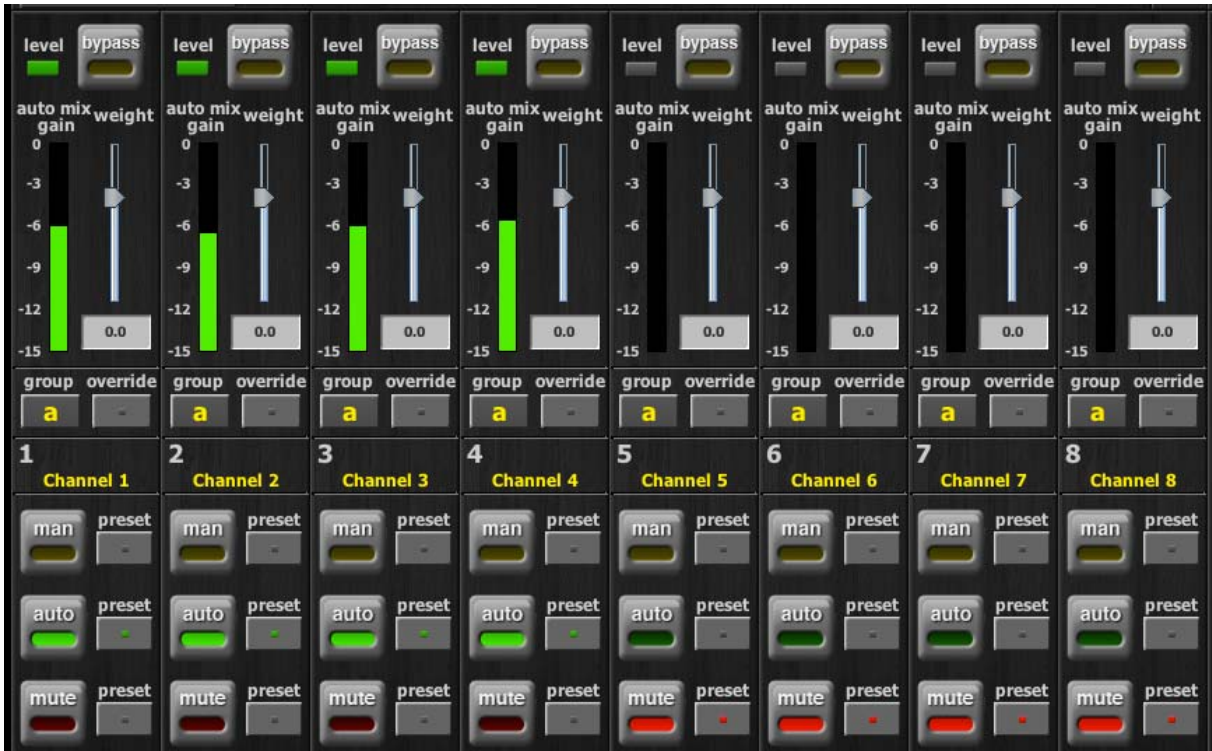 level bypass level bypass level bypass level bypass level bypass level bypass level bypass level bypass
auto mix gain weight auto mix gain weight auto mix gain weight auto mix gain weight auto mix gain weight auto mix gain weight auto mix gain weight auto mix gain weight
0 0 0 0 0 0 0 0
-3 -3 -3 -3 -3 -3 -3 -3
-6 -6 -6 -6 -6 -6 -6 -6
-9 -9 -9 -9 -9 -9 -9 -9
-12 0.0 -12 0.0 -12 0.0 -12 0.0 -12 0.0 -12 0.0 -12 0.0 -12 0.0
-15 -15 -15 -15 -15 -15 -15 -15
group override group override group override group override group override group override group override group override
a a a a a a a a
1 2 3 4 5 6 7 8
Channel 1 Channel 2 Channel 3 Channel 4 Channel 5 Channel 6 Channel 7 Channel 8
man preset man preset man preset man preset man preset man preset man preset man preset
auto preset auto preset auto preset auto preset auto preset auto preset auto preset auto preset
mute preset mute preset mute preset mute preset mute preset mute preset mute preset mute preset